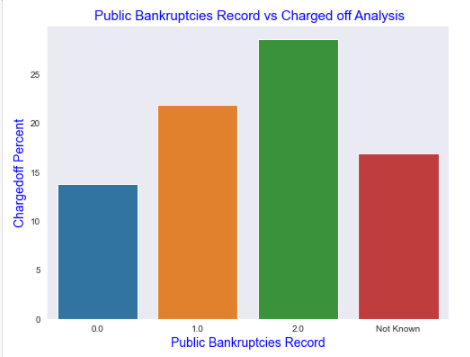 Public Bankruptcies Record vs Charged off Analysis
Chargedoff Percent
25
20
15
10
5
0
0.0
1.0
2.0
Not Known
Public Bankruptcies Record